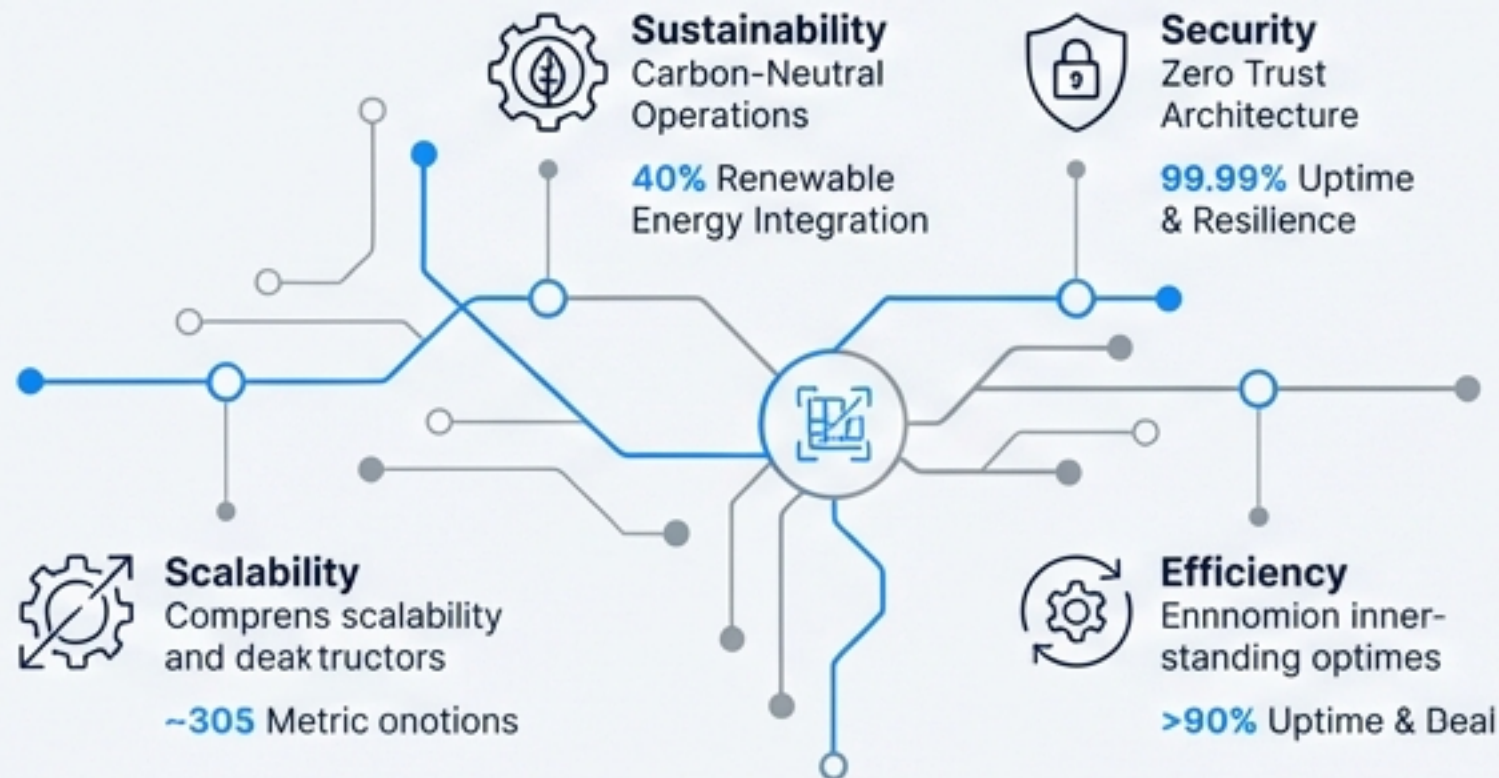 Sustainability
Carbon-Neutral
Operations
40% Renewable
Energy Integration
Security
Zero Trust
Architecture
99.99% Uptime
& Resilience
Scalability
Comprens scalability
and deak tructors
~305 Metric onotions
Efficiency
Ennnomion inner-
standing optimes
>90% Uptime & Deal